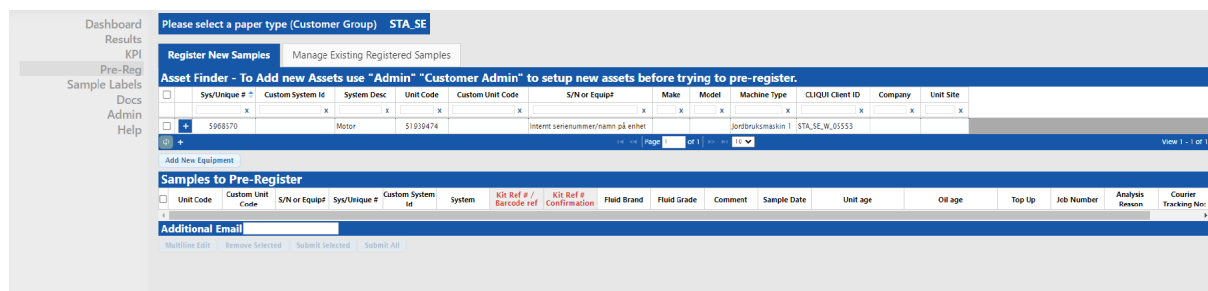 Dashboard
Results
KPI
Pre-Reg
Sample Labels
Docs
Admin
Help
Please select a paper type (Customer Group) STA_SE
Register New Samples Manage Existing Registered Samples
Asset Finder - To Add new Assets use "Admin" "Customer Admin" to setup new assets before trying to pre-register.
Sys/Unique # Custom System Id System Desc Unit Code Custom Unit Code S/N or Equip# Make Model Machine Type CLIQUI Client ID Company Unit Site
x x x x x x x x x x x x
+ 5968570 Motor 51939474 Internt serienummer/namn på enhet Jordbruksmaskin 1 STA_SE_W_05553
+ Page 1 of 1 10 View 1 - 1 of 1
Add New Equipment
Samples to Pre-Register
Unit Code Custom Unit Code S/N or Equip# Sys/Unique # Custom System Id System Kit Ref # / Barcode ref Kit Ref # Confirmation Fluid Brand Fluid Grade Comment Sample Date Unit age Oil age Top Up Job Number Analysis Reason Courier Tracking No:
Additional Email
Multiline Edit Remove Selected Submit Selected Submit All